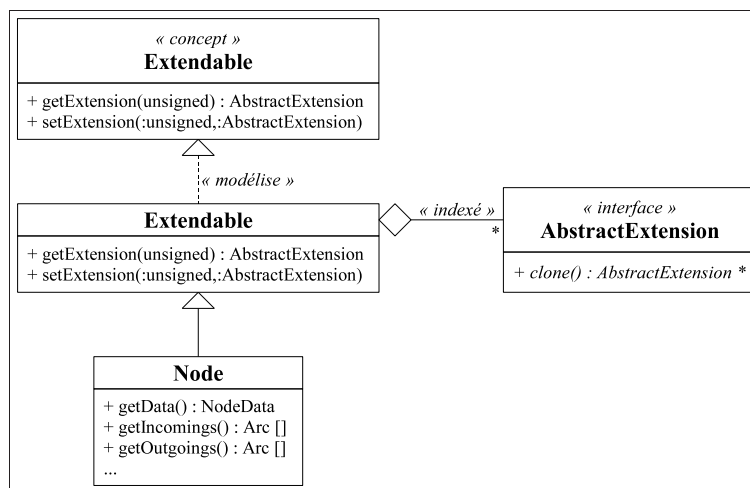 « concept »
Extendable
+ getExtension(unsigned) : AbstractExtension
+ setExtension(:unsigned,:AbstractExtension)
« modélise »
Extendable
+ getExtension(unsigned) : AbstractExtension
+ setExtension(:unsigned,:AbstractExtension)
« indexé »
*
« interface »
AbstractExtension
+ clone() : AbstractExtension *
Node
+ getData() : NodeData
+ getIncomings() : Arc []
+ getOutgoings() : Arc []
...